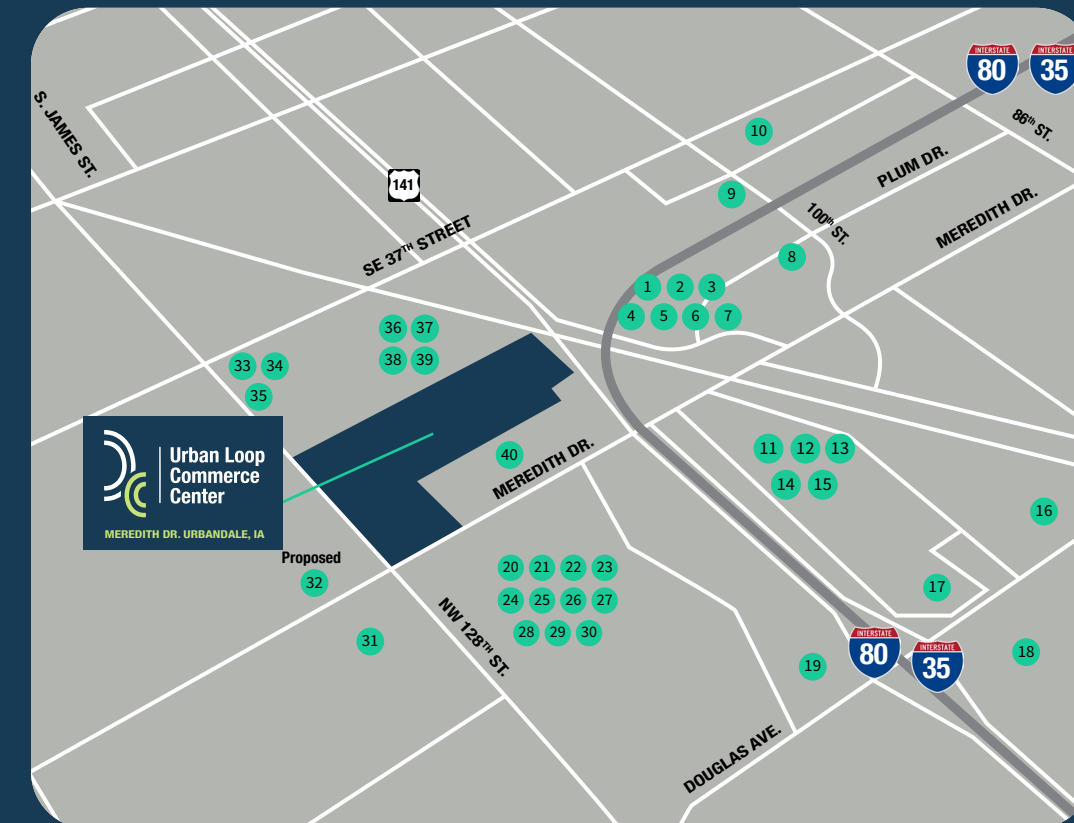 INTERSTATE
80
INTERSTATE
35
86th ST.
S. JAMES ST.
10
PLUM DR.
141
9
MEREDITH DR.
100th ST.
SE 37TH STREET
8
1 2 3
4 5 6 7
36 37
38 39
33 34
35
Urban Loop
Commerce
Center
MEREDITH DR. URBANDALE, IA
40
MEREDITH DR.
11 12 13
14 15
16
Proposed
32
20 21 22 23
24 25 26 27
28 29 30
17
NW 128TH ST.
31
INTERSTATE
80
INTERSTATE
35
18
19
DOUGLAS AVE.